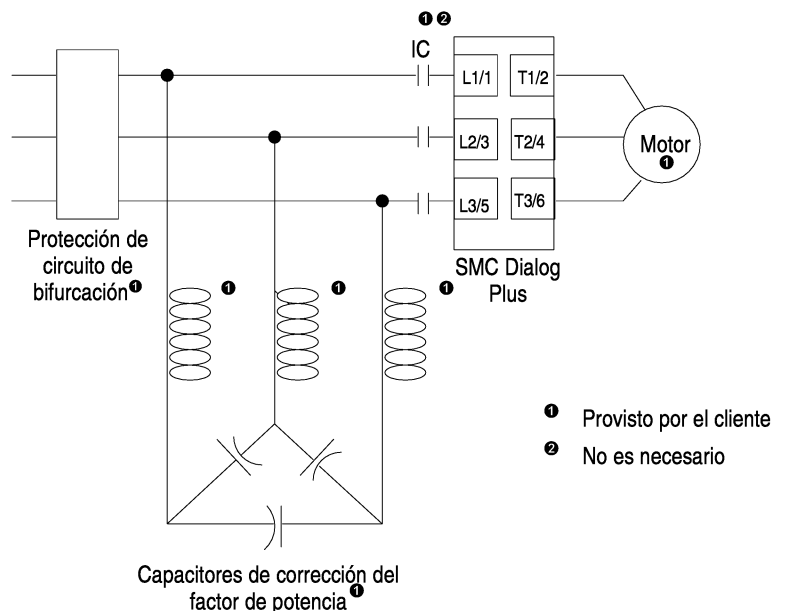 ❶ ❷
IC
L1/1 T1/2
L2/3 T2/4
L3/5 T3/6
Motor
❶
Protección de
circuito de
bifurcación❶
SMC Dialog
Plus
❶ ❶ ❶
❶ Provisto por el cliente
❷ No es necesario
Capacitores de corrección del
factor de potencia❶